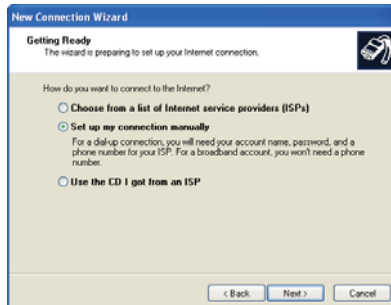 New Connection Wizard
Getting Ready
The wizard is preparing to set up your Internet connection.
How do you want to connect to the Internet?
Choose from a list of Internet service providers (ISPs)
Set up my connection manually
For a dial-up connection, you will need your account name, password, and a
phone number for your ISP. For a broadband account, you won't need a phone
number.
Use the CD I got from an ISP
< Back
Next >
Cancel